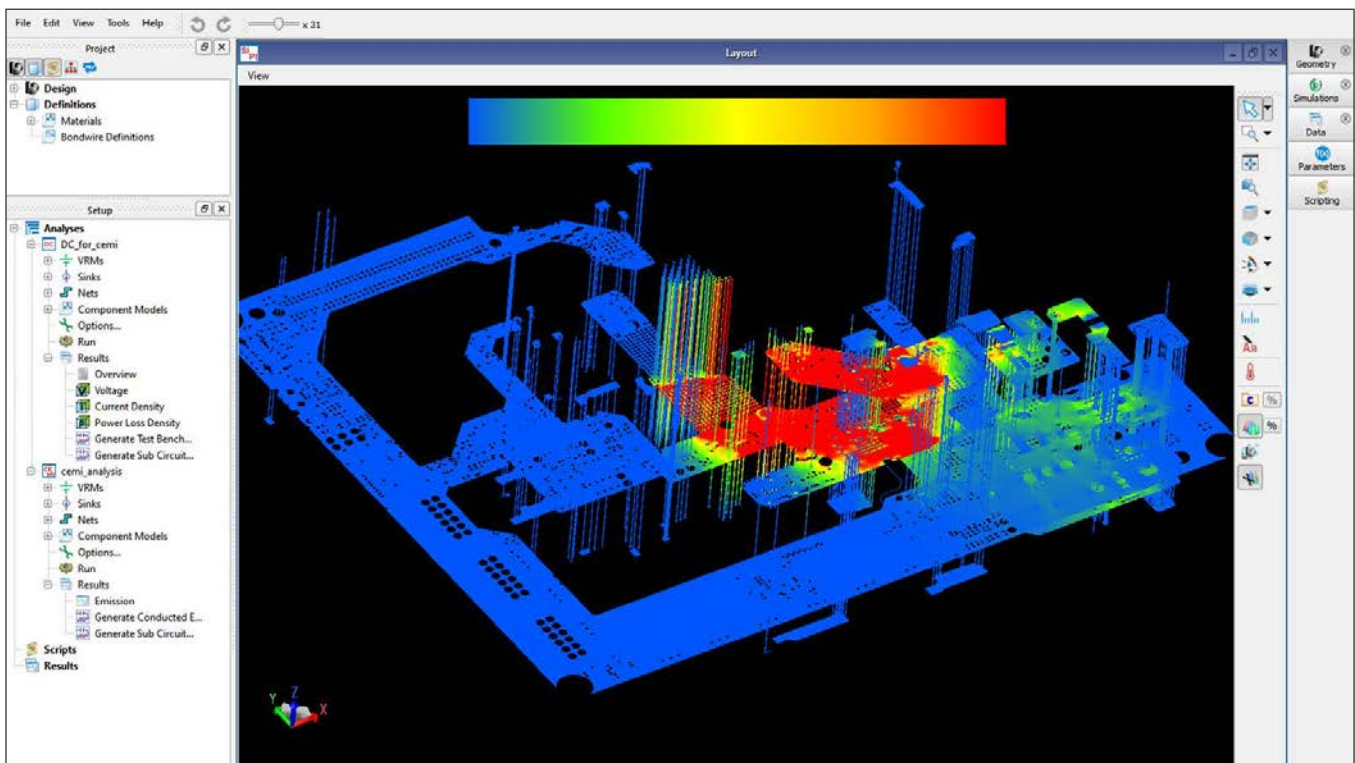 File Edit View Tools Help x 31
Project
Design
Definitions
Materials
Bondwire Definitions
Setup
Analyses
DC_for_cemi
VRMs
Sinks
Nets
Component Models
Options...
Run
Results
Overview
Voltage
Current Density
Power Loss Density
Generate Test Bench...
Generate Sub Circuit...
cemi_analysis
VRMs
Sinks
Nets
Component Models
Options...
Run
Results
Emission
Generate Conducted E...
Generate Sub Circuit...
Scripts
Results
SI
PI
Layout
View
Y Z X
Aa
C %
%
Geometry
Simulations
Data
f(x)
Parameters
Scripting